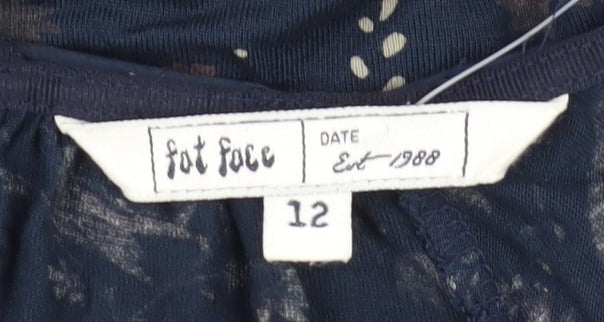 fat face
DATE
Est 1988
12